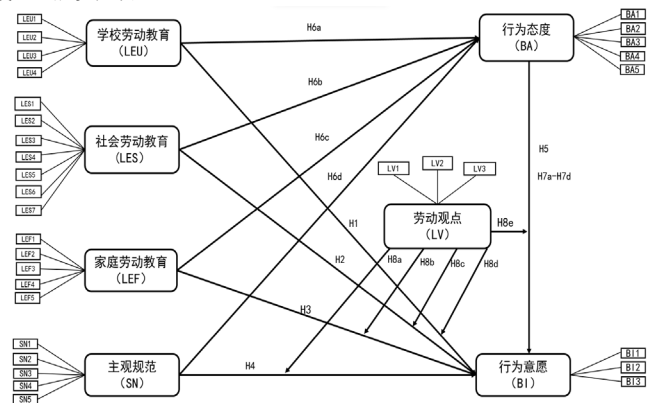 LEU1
LEU2
LEU3
LEU4
学校劳动教育
(LEU)
H6a
行为态度
(BA)
BA1
BA2
BA3
BA4
BA5
LES1
LES2
LES3
LES4
LES5
LES6
LES7
社会劳动教育
(LES)
H6b
H6c
H6d
H5
H7a-H7d
LV1
LV2
LV3
劳动观点
(LV)
H8e
H1
H2
H8a
H8b
H8c
H8d
LEF1
LEF2
LEF3
LEF4
LEF5
家庭劳动教育
(LEF)
H3
SN1
SN2
SN3
SN4
SN5
主观规范
(SN)
H4
行为意愿
(BI)
BI1
BI2
BI3